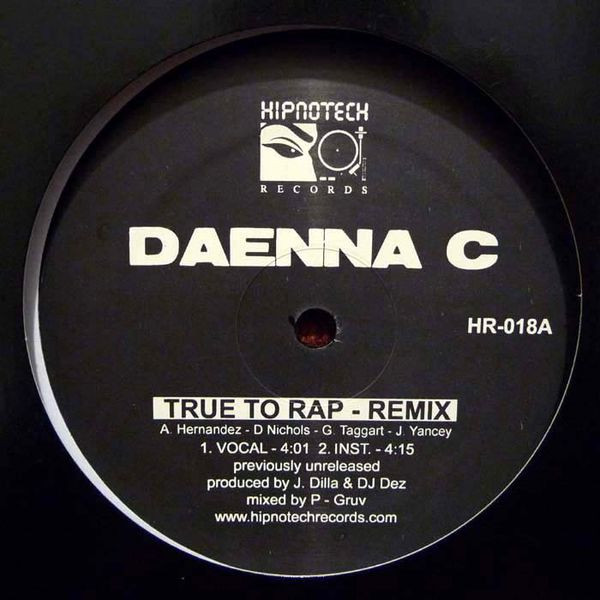 HIPNOTECH
RECORDS
DAENNA C
HR-018A
TRUE TO RAP - REMIX
A. Hernandez - D Nichols - G. Taggart - J. Yancey
1. VOCAL - 4:01 2. INST. - 4:15
previously unreleased
produced by J. Dilla & DJ Dez
mixed by P - Gruv
www.hipnotechrecords.com